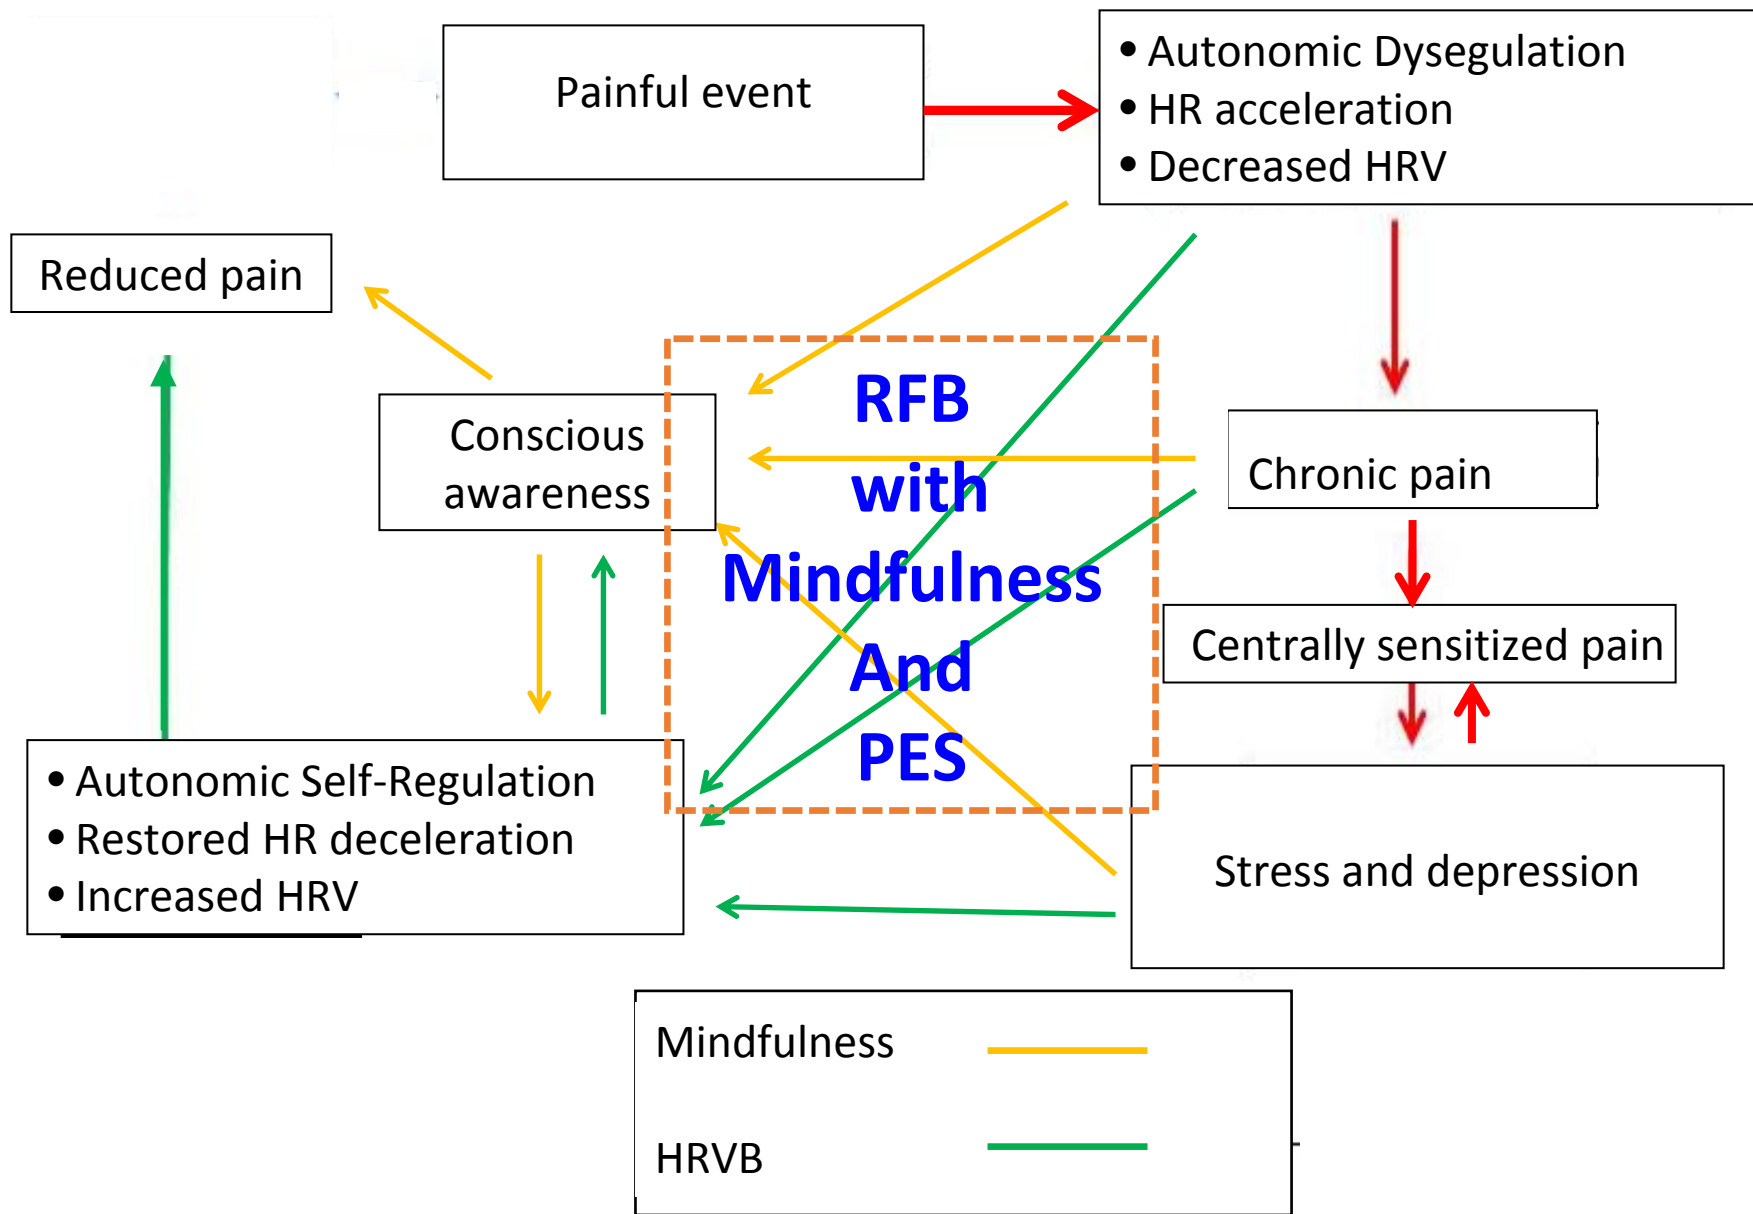 Painful event
• Autonomic Dysegulation
• HR acceleration
• Decreased HRV
Reduced pain
Conscious
awareness
RFB
with
Mindfulness
And
PES
Chronic pain
Centrally sensitized pain
• Autonomic Self-Regulation
• Restored HR deceleration
• Increased HRV
Stress and depression
Mindfulness
HRVB